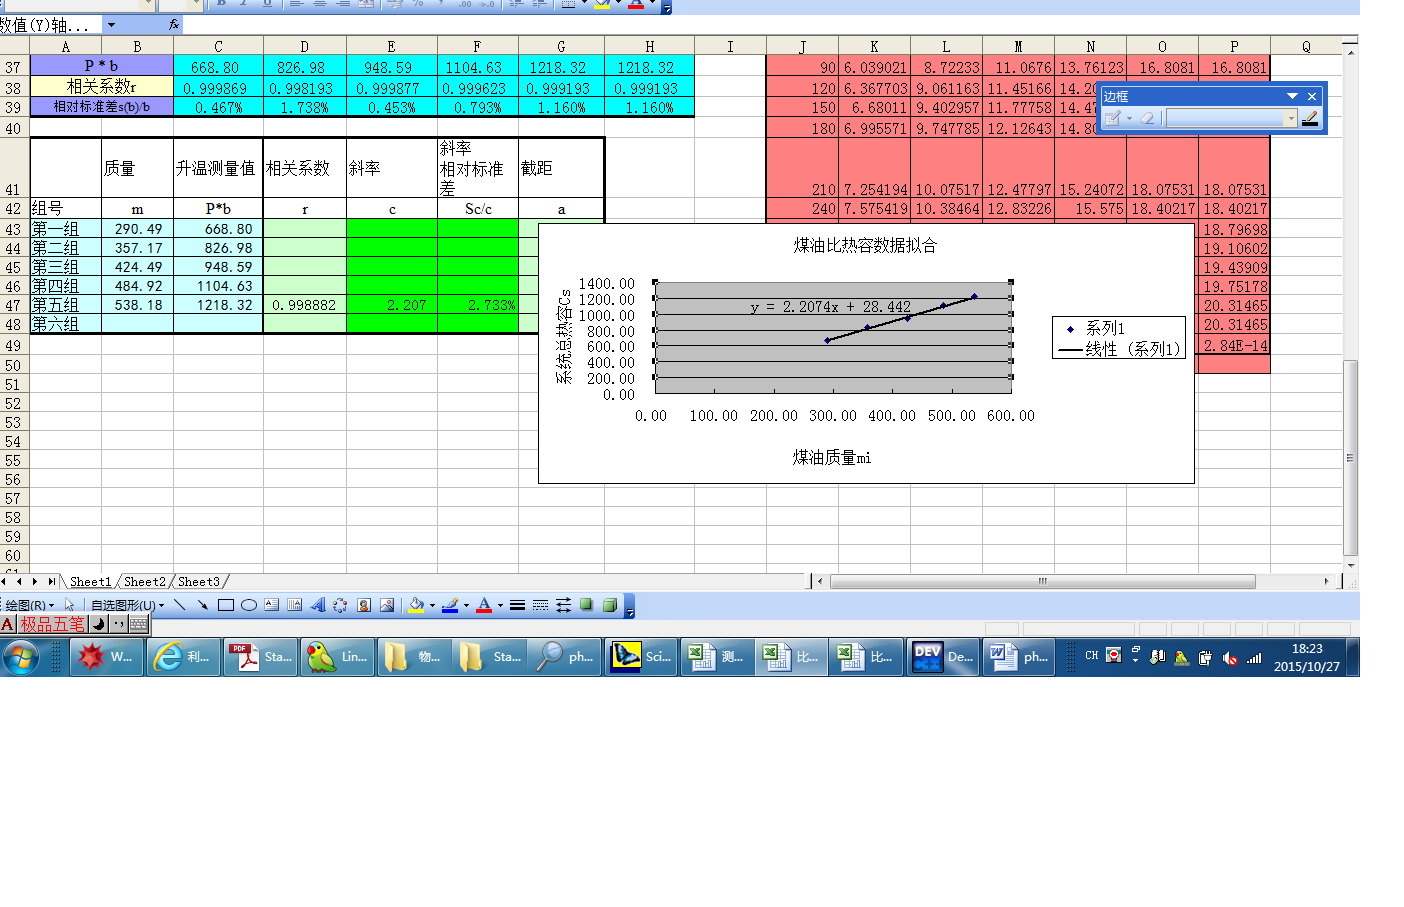 数值(Y)轴... fx
A B C D E F G H I J K L M N O P Q
37 P * b 668.80 826.98 948.59 1104.63 1218.32 1218.32 90 6.039021 8.72233 11.0676 13.76123 16.8081 16.8081
38 相关系数r 0.999869 0.998193 0.999877 0.999623 0.999193 0.999193 120 6.367703 9.061163 11.45166
39 相对标准差s(b)/b 0.467% 1.738% 0.453% 0.793% 1.160% 1.160% 150 6.68011 9.402957 11.77758
40 180 6.995571 9.747785 12.12643
边框
41 质量 升温测量值 相关系数 斜率 斜率 相对标准差 截距 210 7.254194 10.07517 12.47797 15.24072 18.07531 18.07531
42 组号 m P*b r c Sc/c a 240 7.575419 10.38464 12.83226 15.575 18.40217 18.40217
43 第一组 290.49 668.80 18.79698
44 第二组 357.17 826.98 19.10602
45 第三组 424.49 948.59 19.43909
46 第四组 484.92 1104.63 19.75178
47 第五组 538.18 1218.32 0.998882 2.207 2.733% 20.31465
48 第六组 20.31465
49 2.84E-14
50
51
52
53
54
55
56
57
58
59
60
煤油比热容数据拟合
系统总热容Cs
1400.00
1200.00
1000.00
800.00
600.00
400.00
200.00
0.00
y = 2.2074x + 28.442
0.00 100.00 200.00 300.00 400.00 500.00 600.00
煤油质量mi
系列1
线性 (系列1)
Sheet1 Sheet2 Sheet3
绘图(R) 自选图形(U)
A 极品五笔
W... 利... Sta... Lin... 物... Sta... ph... Sci... 测... 比... 比... De... ph...
PDF DEV C++
CH 18:23
2015/10/27